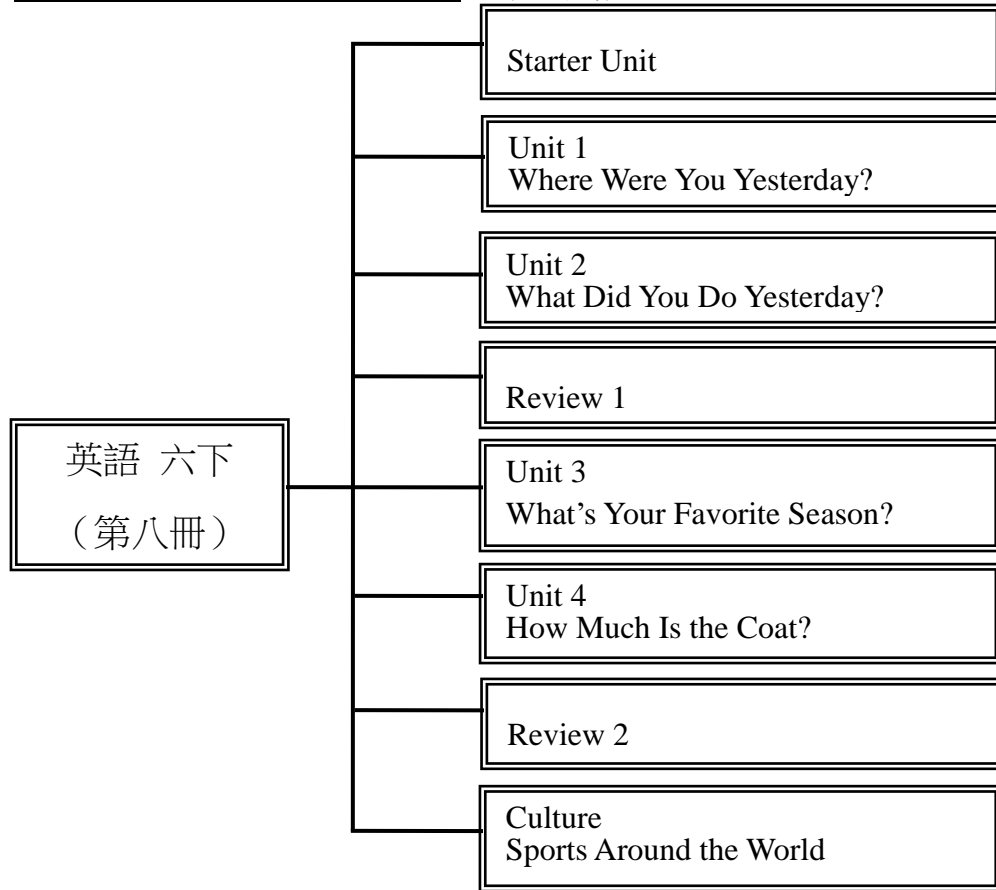 Starter Unit
Unit 1
Where Were You Yesterday?
Unit 2
What Did You Do Yesterday?
Review 1
英語 六下
（第八冊）
Unit 3
What’s Your Favorite Season?
Unit 4
How Much Is the Coat?
Review 2
Culture
Sports Around the World